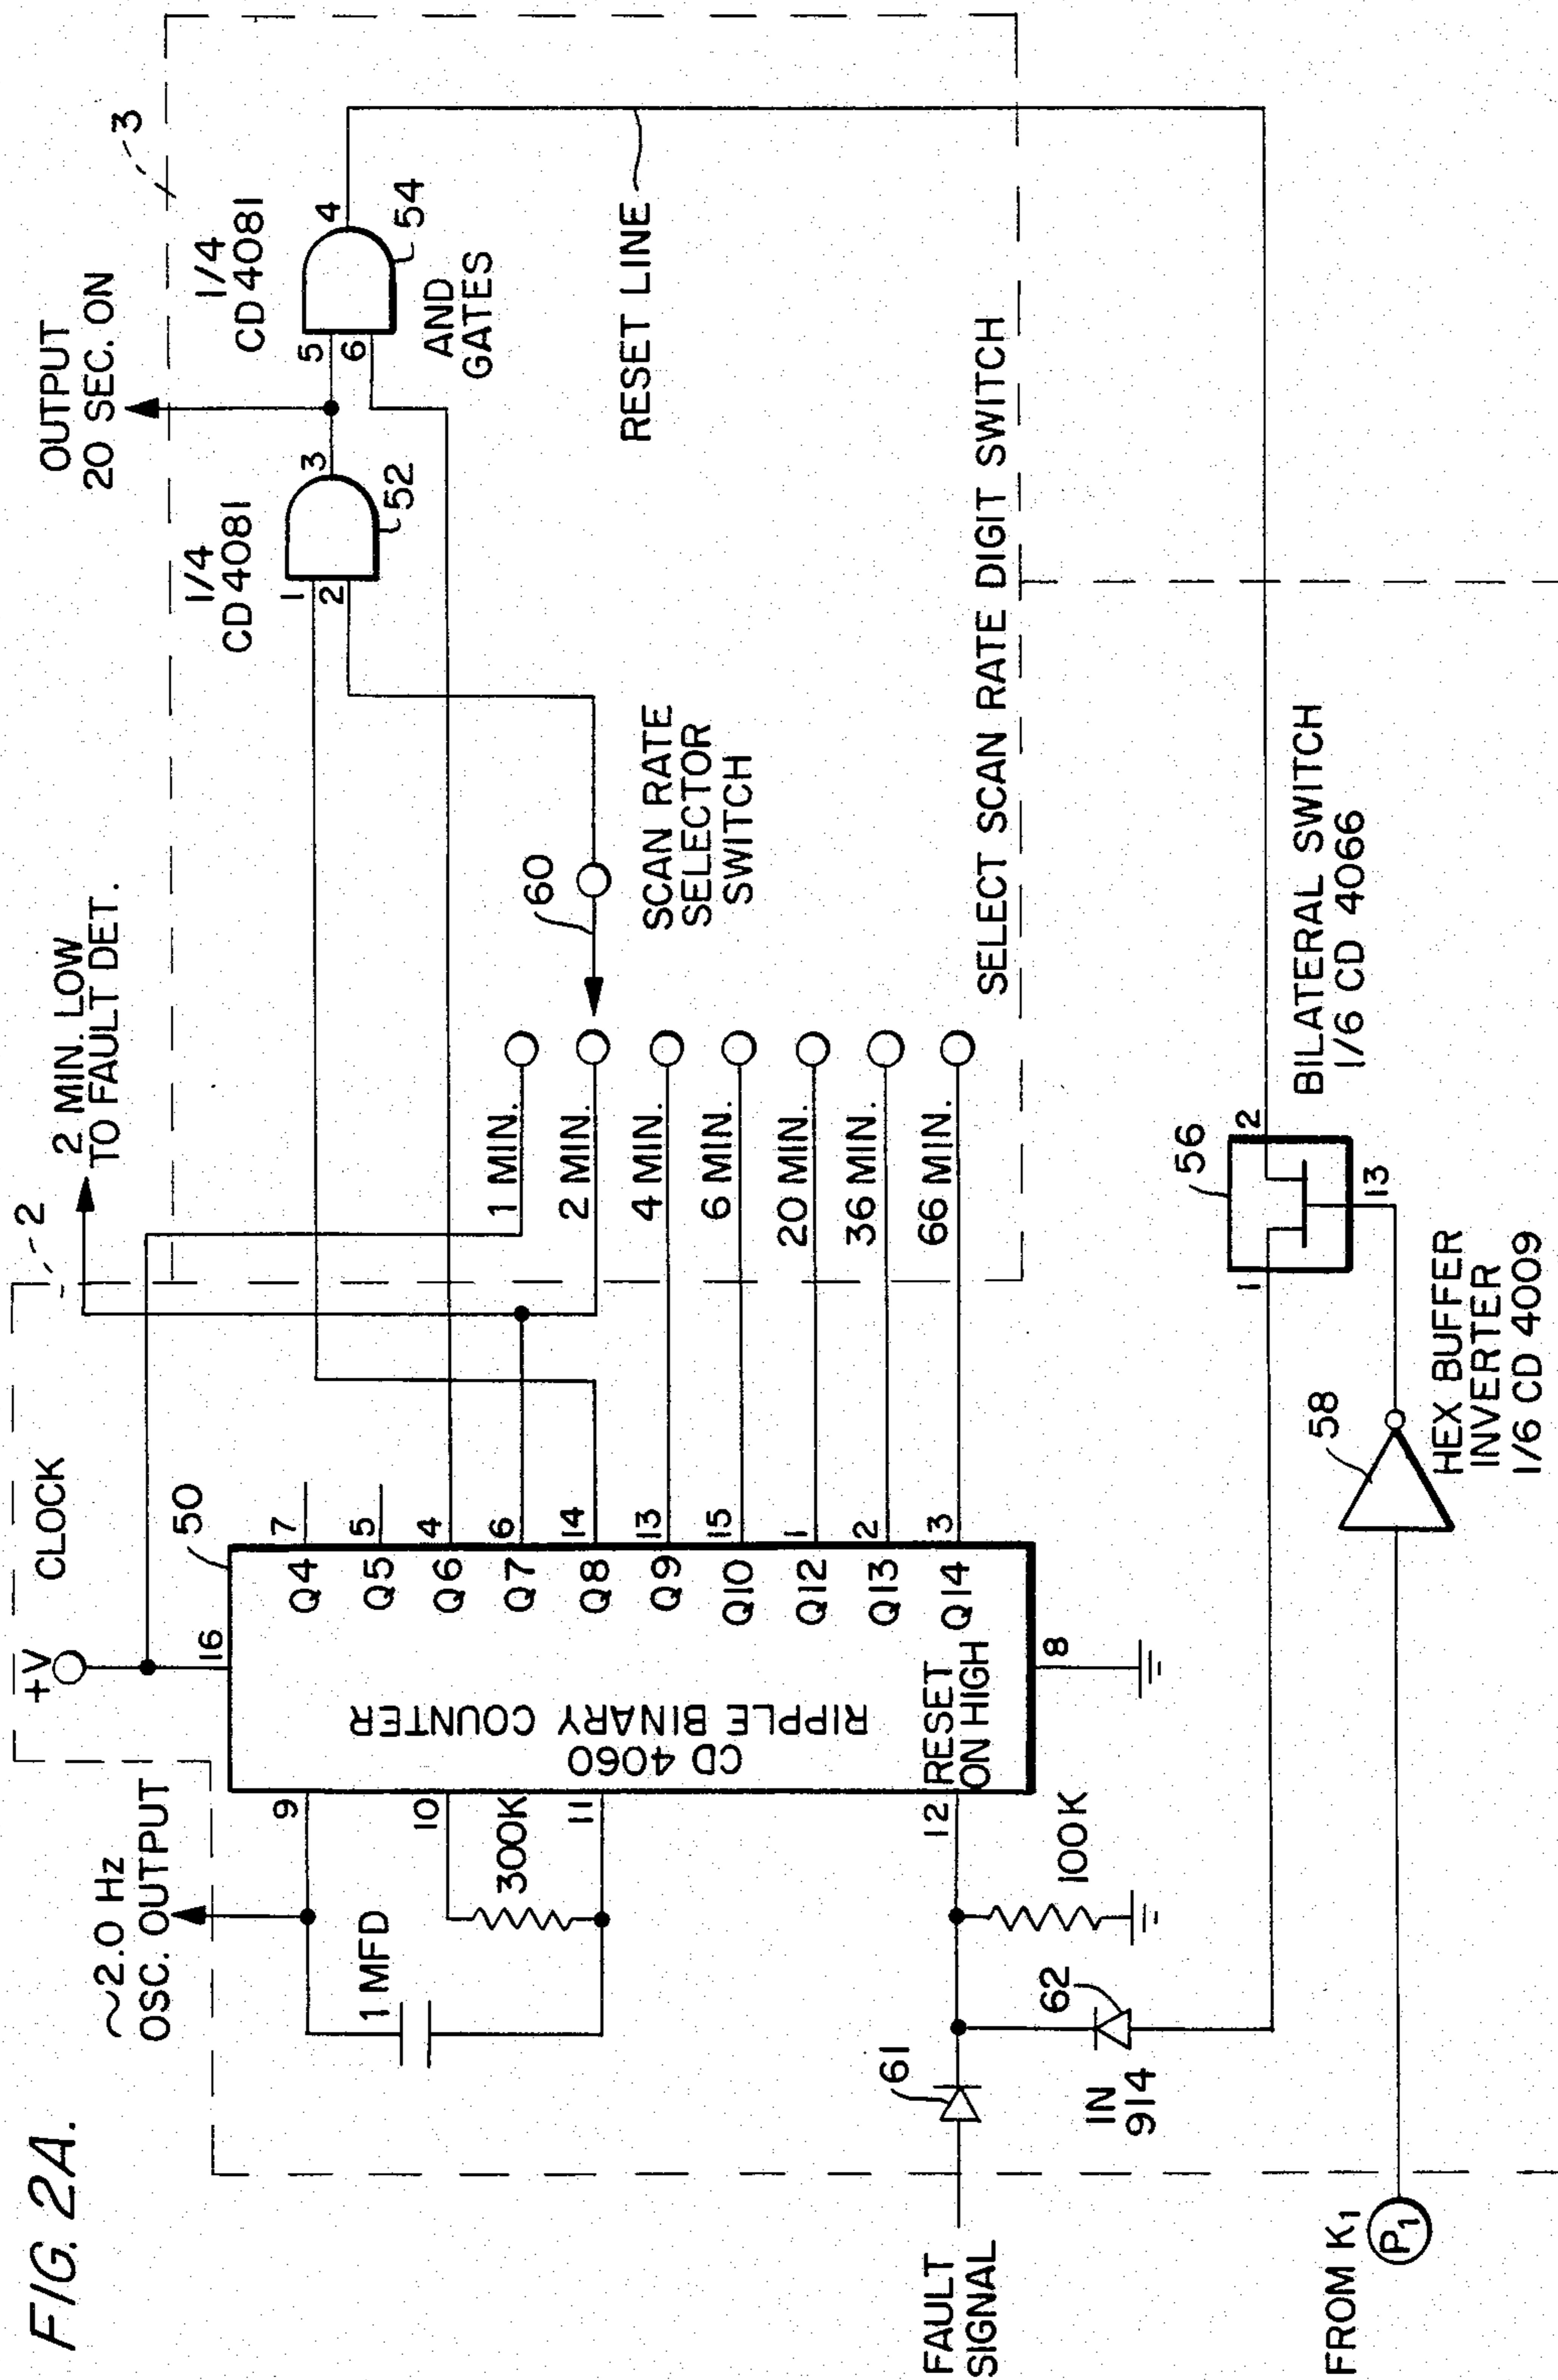 FIG. 2A.
~2.0 Hz
OSC. OUTPUT
+V
CLOCK
2
2 MIN. LOW
TO FAULT DET.
OUTPUT
20 SEC. ON
3
1 MFD
300K
9
10
11
12
16
50
CD 4060
RIPPLE BINARY COUNTER
RESET
ON HIGH
8
Q4
Q5
Q6
Q7
Q8
Q9
Q10
Q12
Q13
Q14
7
5
4
6
14
13
15
1
2
3
1 MIN.
2 MIN.
4 MIN.
6 MIN.
20 MIN.
36 MIN.
66 MIN.
60
SCAN RATE
SELECTOR
SWITCH
1/4
CD 4081
1
2
3
52
1/4
CD 4081
5
6
4
54
AND
GATES
RESET LINE
SELECT SCAN RATE DIGIT SWITCH
FAULT
SIGNAL
61
62
IN
914
100K
1
56
2
13
BILATERAL SWITCH
1/6 CD 4066
FROM K1
P1
58
HEX BUFFER
INVERTER
1/6 CD 4009